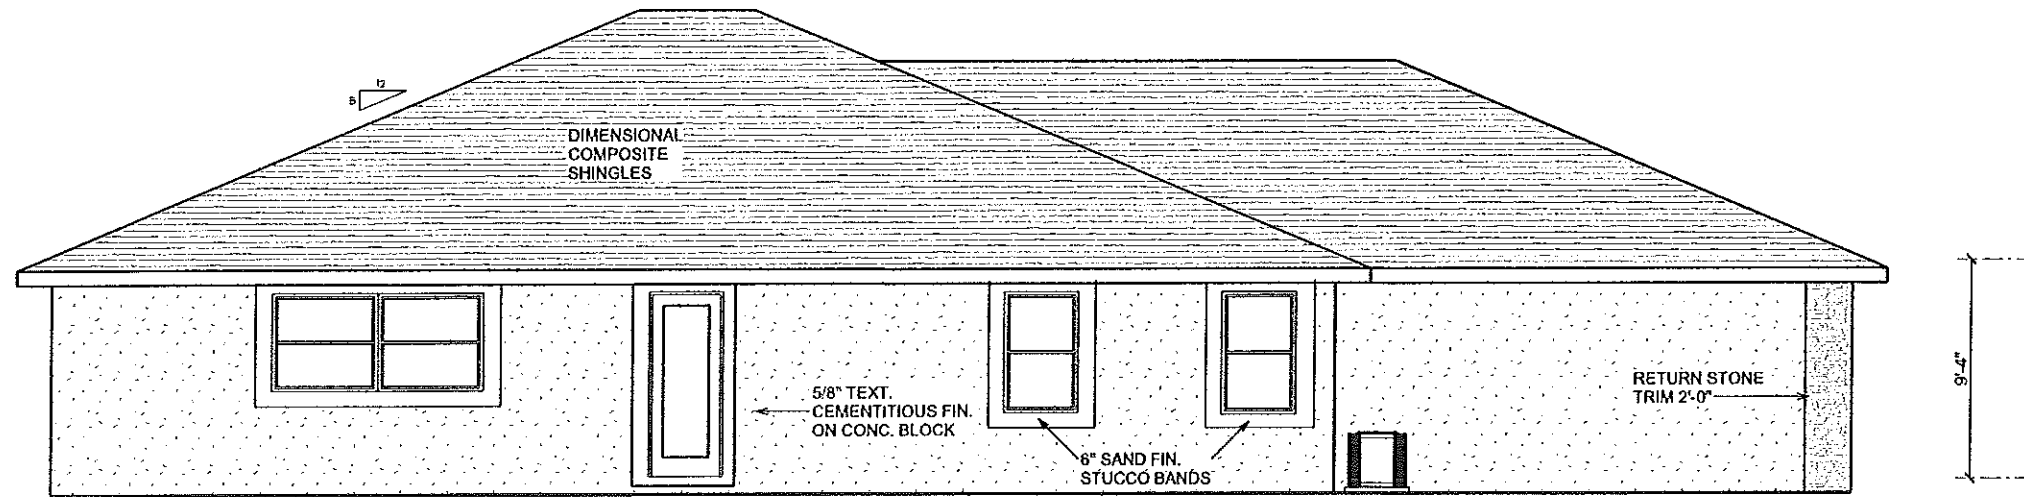 12
5
DIMENSIONAL
COMPOSITE
SHINGLES
5/8" TEXT.
CEMENTITIOUS FIN.
ON CONC. BLOCK
6" SAND FIN.
STUCCO BANDS
RETURN STONE
TRIM 2'-0"
9'-4"